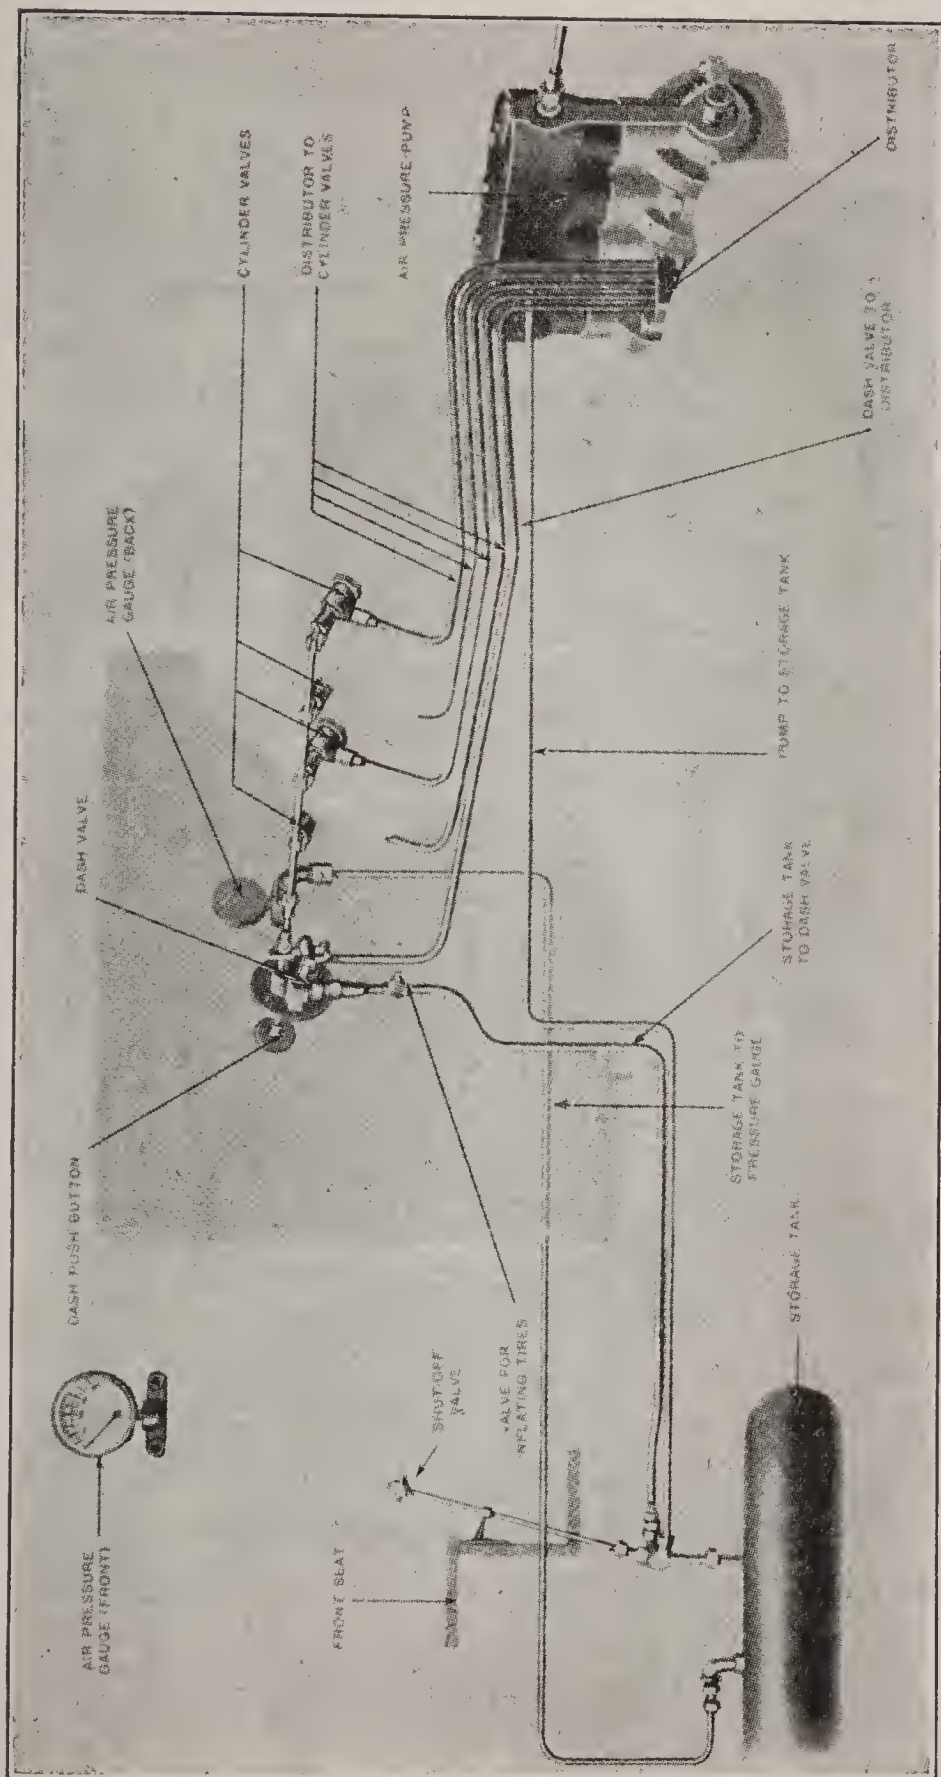 AIR PRESSURE
GAUGE (FRONT)
DASH PUSH BUTTON
DASH VALVE
AIR PRESSURE
GAUGE (BACK)
CYLINDER VALVES
DISTRIBUTOR TO
CYLINDER VALVES
AIR PRESSURE PUMP
FRONT SEAT
SHUT-OFF
VALVE
VALVE FOR
INFLATING TIRES
STORAGE TANK
STORAGE TANK TO
PRESSURE GAUGE
STORAGE TANK
TO DASH VALVE
PUMP TO STORAGE TANK
DASH VALVE TO
DISTRIBUTOR
DISTRIBUTOR